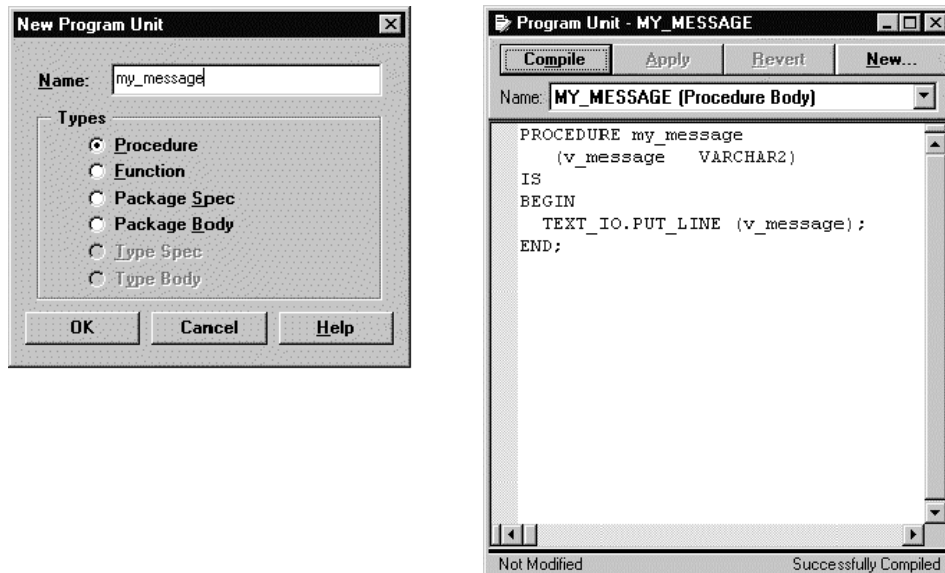 New Program Unit
Name: my_message
Types
Procedure
Function
Package Spec
Package Body
Type Spec
Type Body
OK Cancel Help
Program Unit - MY_MESSAGE
Compile Apply Revert New...
Name: MY_MESSAGE (Procedure Body)
PROCEDURE my_message
(v_message VARCHAR2)
IS
BEGIN
TEXT_IO.PUT_LINE (v_message);
END;
Not Modified Successfully Compiled